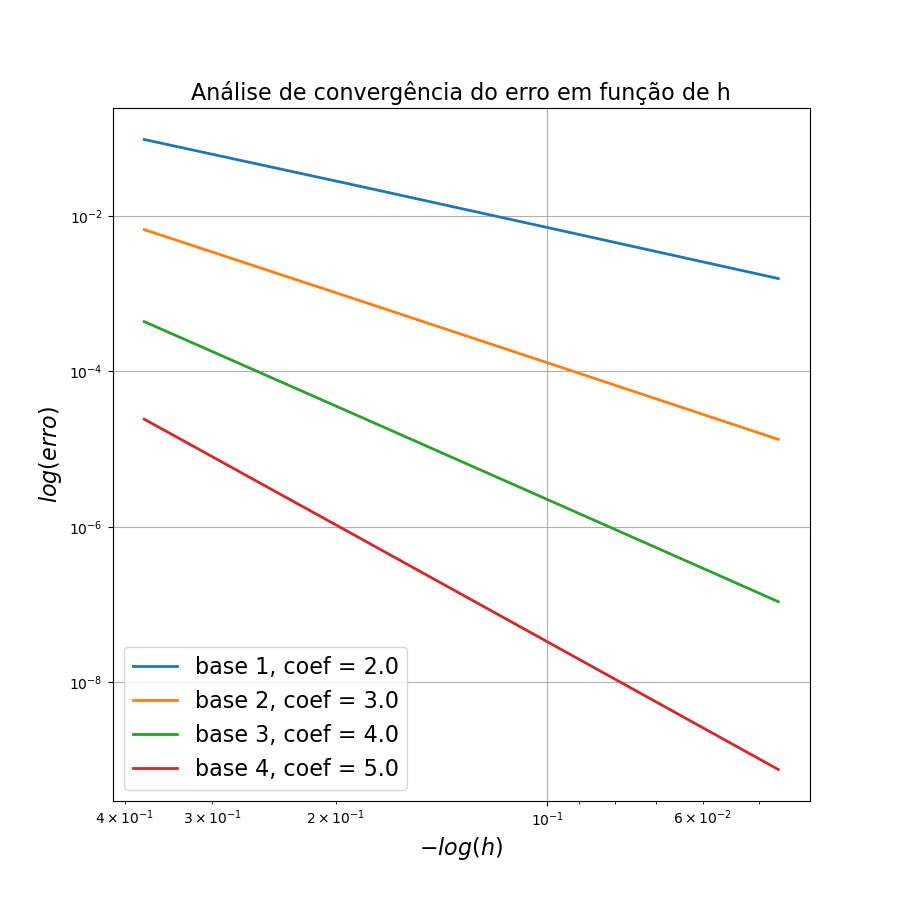 Análise de convergência do erro em função de h
log(erro)
10⁻²
10⁻⁴
10⁻⁶
10⁻⁸
base 1, coef = 2.0
base 2, coef = 3.0
base 3, coef = 4.0
base 4, coef = 5.0
4 × 10⁻¹ 3 × 10⁻¹ 2 × 10⁻¹ 10⁻¹ 6 × 10⁻²
−log(h)